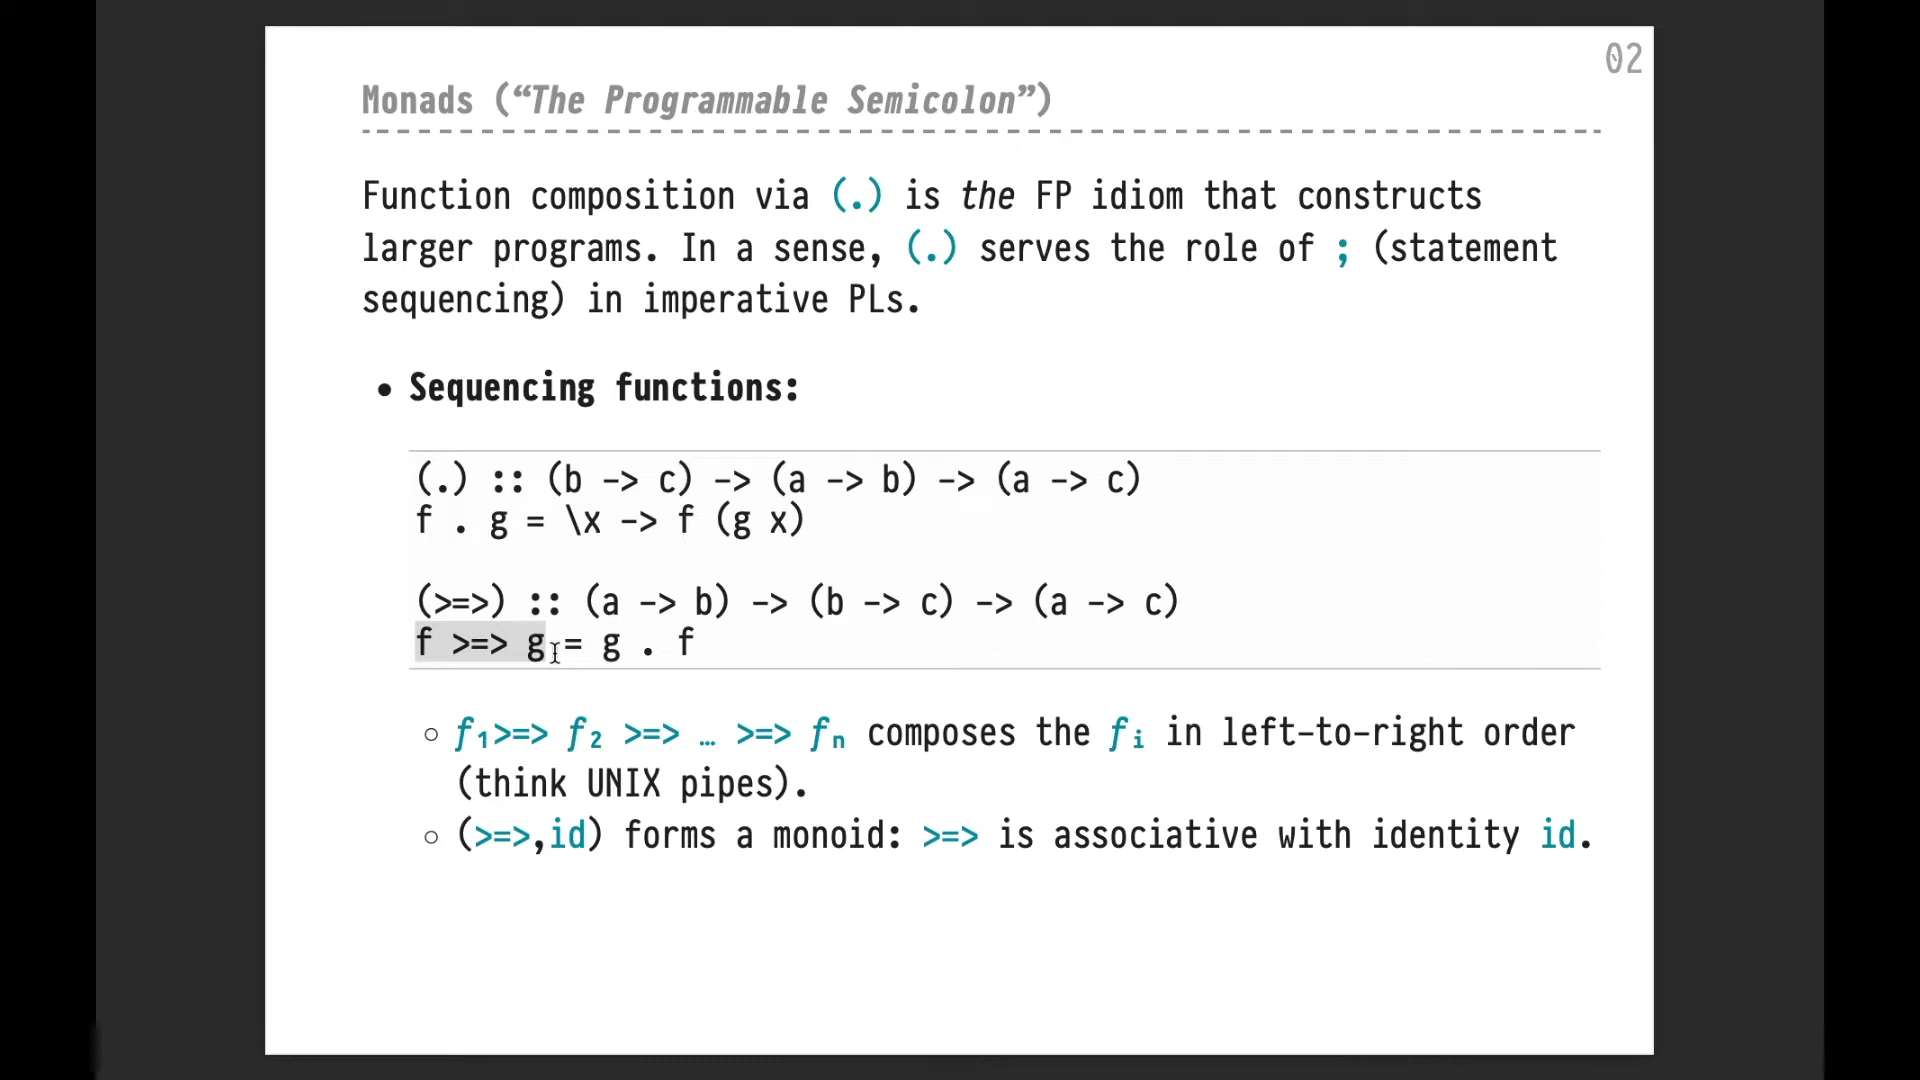 02
Monads (“The Programmable Semicolon”)
Function composition via (.) is the FP idiom that constructs
larger programs. In a sense, (.) serves the role of ; (statement
sequencing) in imperative PLs.
• Sequencing functions:
(.) :: (b -> c) -> (a -> b) -> (a -> c)
f . g = \x -> f (g x)
(>=>) :: (a -> b) -> (b -> c) -> (a -> c)
f >=> g = g . f
○ f₁>=> f₂ >=> … >=> fₙ composes the fᵢ in left-to-right order
(think UNIX pipes).
○ (>=>,id) forms a monoid: >=> is associative with identity id.